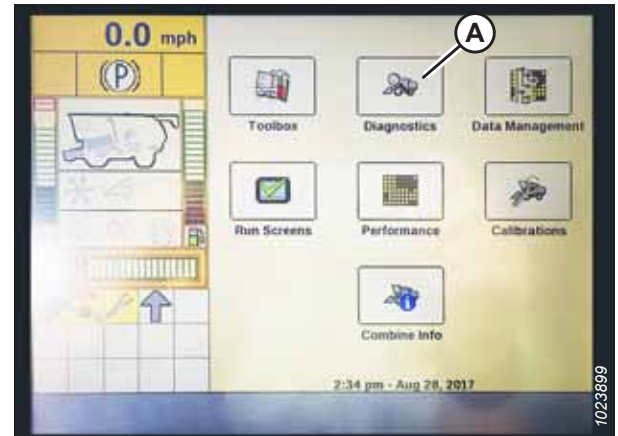 0.0 mph
A
(P)
Toolbox
Diagnostics
Data Management
Run Screens
Performance
Calibrations
Combine Info
2:34 pm - Aug 28, 2017
1023899